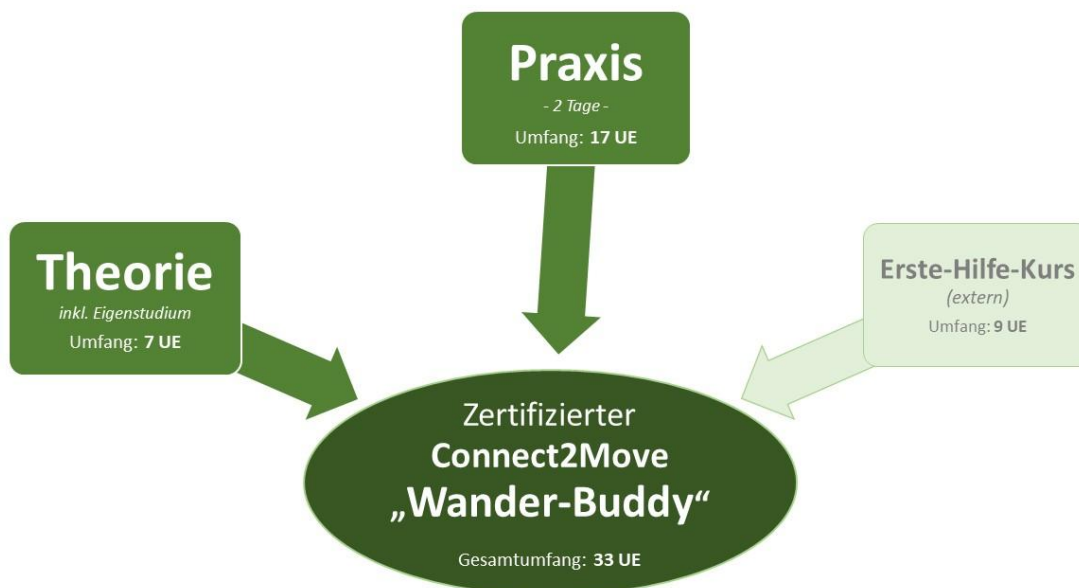 Praxis
- 2 Tage -
Umfang: 17 UE
Theorie
inkl. Eigenstudium
Umfang: 7 UE
Erste-Hilfe-Kurs
(extern)
Umfang: 9 UE
Zertifizierter
Connect2Move
„Wander-Buddy“
Gesamtumfang: 33 UE